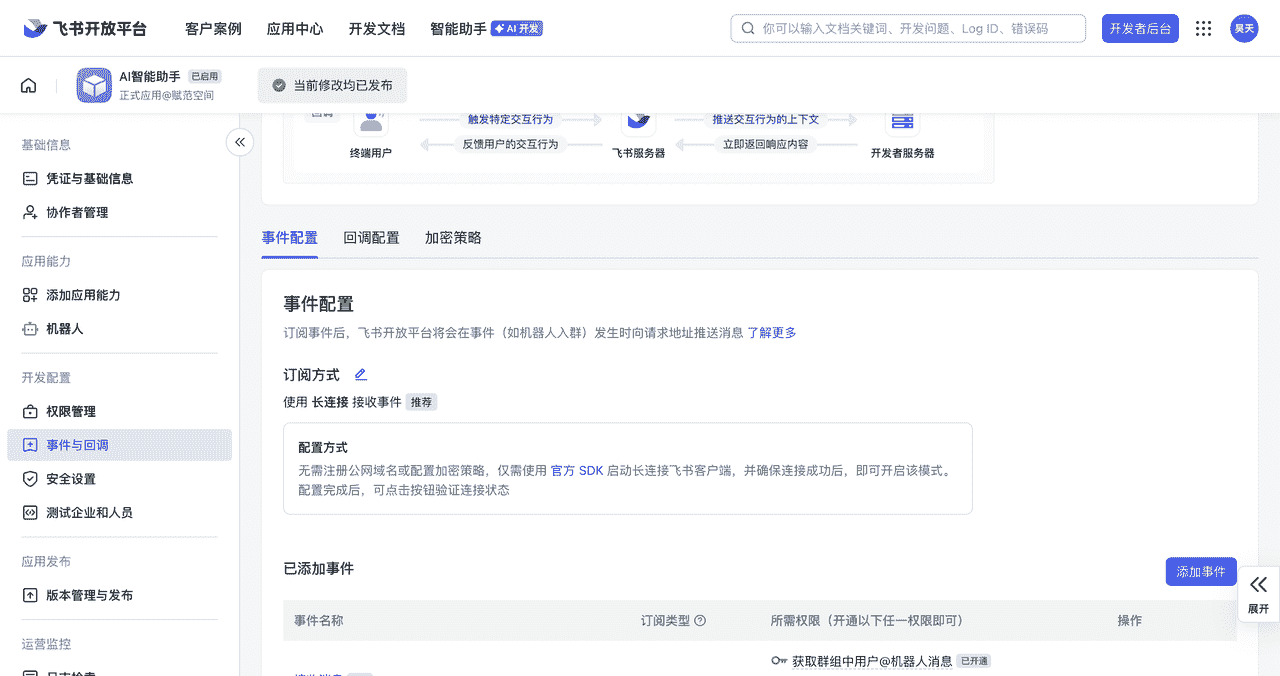 飞书开放平台 客户案例 应用中心 开发文档 智能助手 AI 开发 你可以输入文档关键词、开发问题、Log ID、错误码 开发者后台 昊天
AI智能助手 已启用
正式应用@赋范空间
当前修改均已发布
基础信息
凭证与基础信息
协作者管理
应用能力
添加应用能力
机器人
开发配置
权限管理
事件与回调
安全设置
测试企业和人员
应用发布
版本管理与发布
运营监控
日志检索
回调
触发特定交互行为 推送交互行为的上下文
反馈用户的交互行为 立即返回响应内容
终端用户 飞书服务器 开发者服务器
事件配置 回调配置 加密策略
事件配置
订阅事件后，飞书开放平台将会在事件（如机器人入群）发生时向请求地址推送消息 了解更多
订阅方式
使用 长连接 接收事件 推荐
配置方式
无需注册公网域名或配置加密策略，仅需使用 官方 SDK 启动长连接飞书客户端，并确保连接成功后，即可开启该模式。
配置完成后，可点击按钮验证连接状态
已添加事件
添加事件
展开
事件名称 订阅类型 所需权限（开通以下任一权限即可） 操作
获取群组中用户@机器人消息 已开通
接收消息